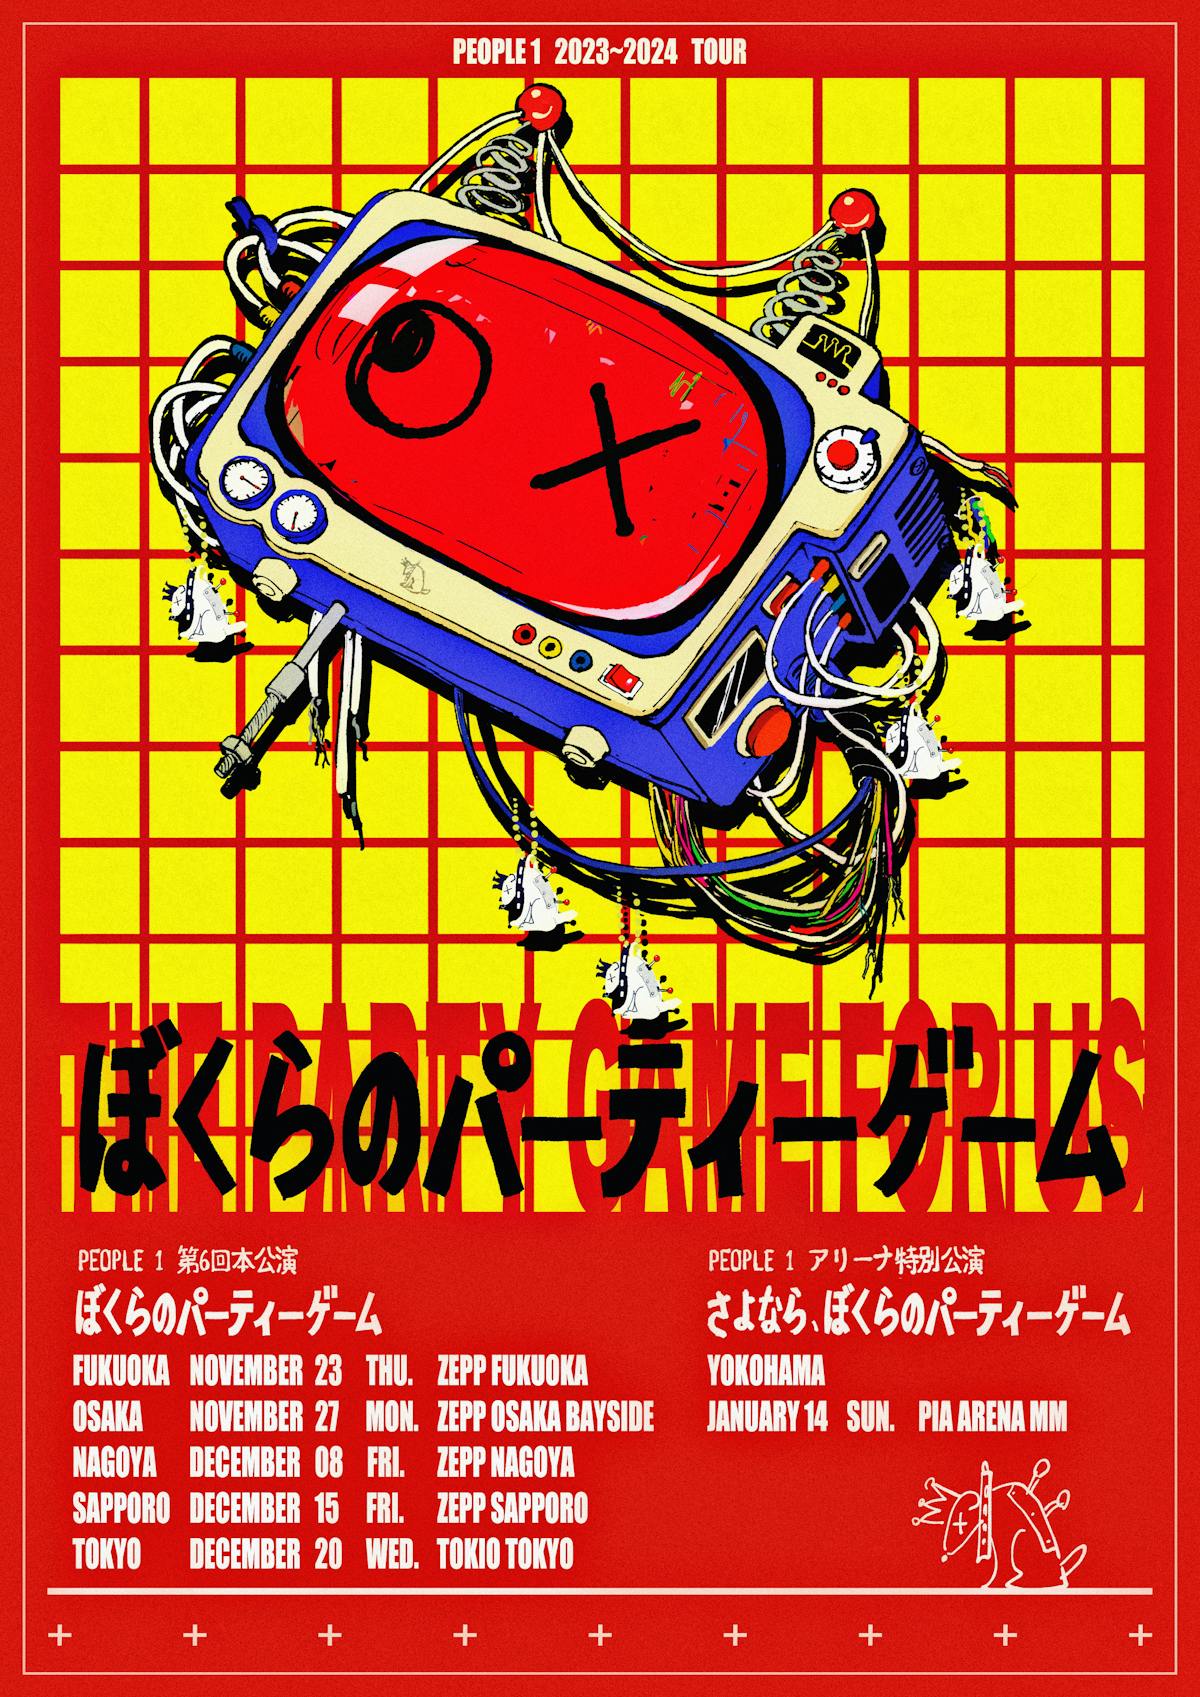 PEOPLE 1 2023~2024 TOUR
THE PARTY GAME FOR US
ぼくらのパーティーゲーム
PEOPLE 1 第6回本公演
ぼくらのパーティーゲーム
FUKUOKA NOVEMBER 23 THU. ZEPP FUKUOKA
OSAKA NOVEMBER 27 MON. ZEPP OSAKA BAYSIDE
NAGOYA DECEMBER 08 FRI. ZEPP NAGOYA
SAPPORO DECEMBER 15 FRI. ZEPP SAPPORO
TOKYO DECEMBER 20 WED. TOKIO TOKYO
PEOPLE 1 アリーナ特別公演
さよなら、ぼくらのパーティーゲーム
YOKOHAMA
JANUARY 14 SUN. PIA ARENA MM